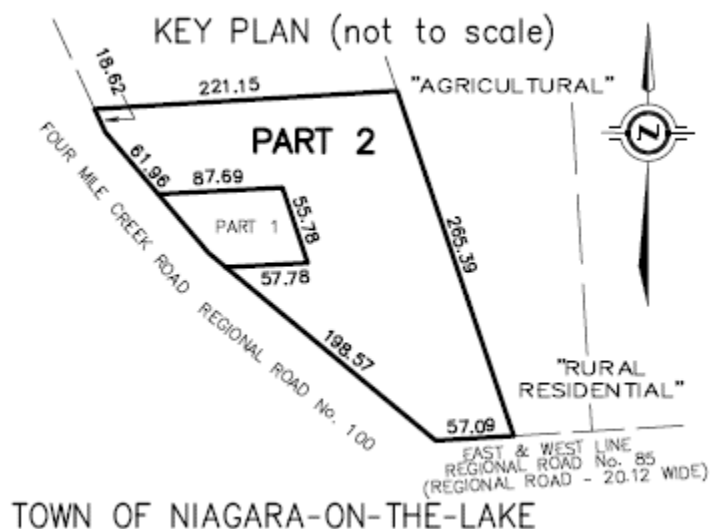 KEY PLAN (not to scale)
18.62
221.15
"AGRICULTURAL"
PART 2
N
61.96
87.69
FOUR MILE CREEK ROAD REGIONAL ROAD No. 100
PART 1
55.78
265.39
57.78
198.57
"RURAL
RESIDENTIAL"
57.09
EAST & WEST LINE
REGIONAL ROAD No. 85
(REGIONAL ROAD - 20.12 WIDE)
TOWN OF NIAGARA-ON-THE-LAKE